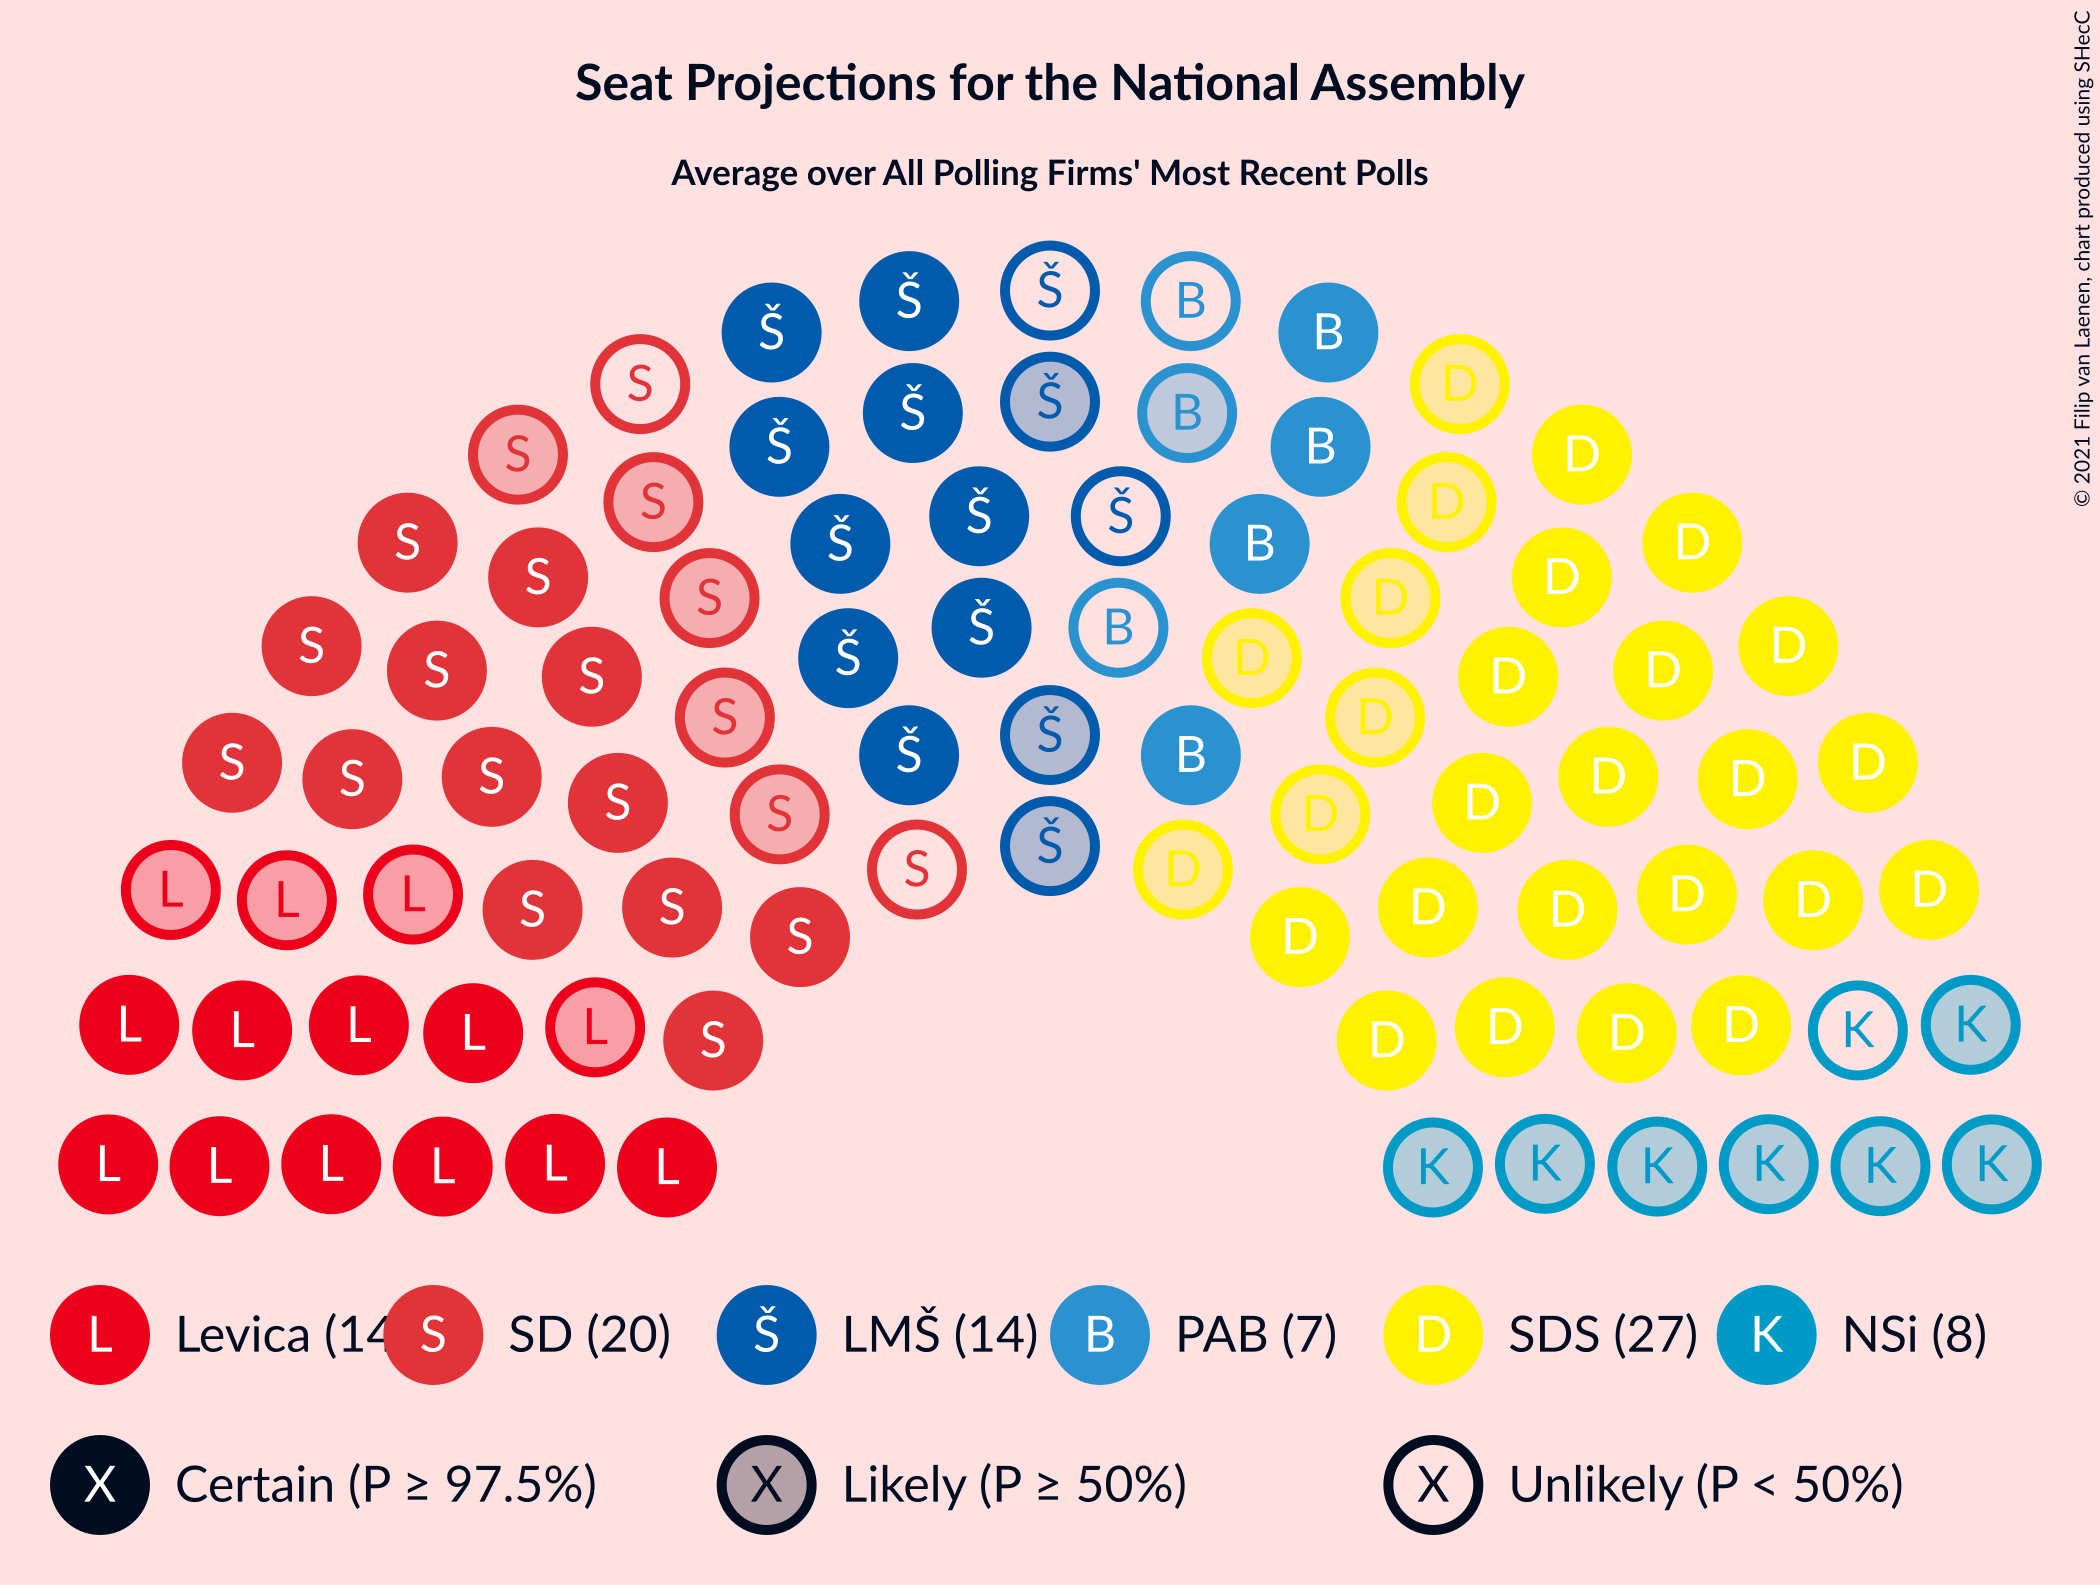 Seat Projections for the National Assembly
Average over All Polling Firms' Most Recent Polls
© 2021 Filip van Laenen, chart produced using SHecC
Š Š Š B B
S Š Š Š B B D
S S Š Š Š B D D
S S S Š Š B D D D D
S S S S Š Š B D D D D D
S S S S S Š D D D D D
S S S S S S D D D D D D
L L L S S S D D D D D D
L L L L L S D D D D K K
L L L L L L K K K K K K
L Levica (14 S SD (20) Š LMŠ (14) B PAB (7) D SDS (27) K NSi (8)
X Certain (P ≥ 97.5%) X Likely (P ≥ 50%) X Unlikely (P < 50%)